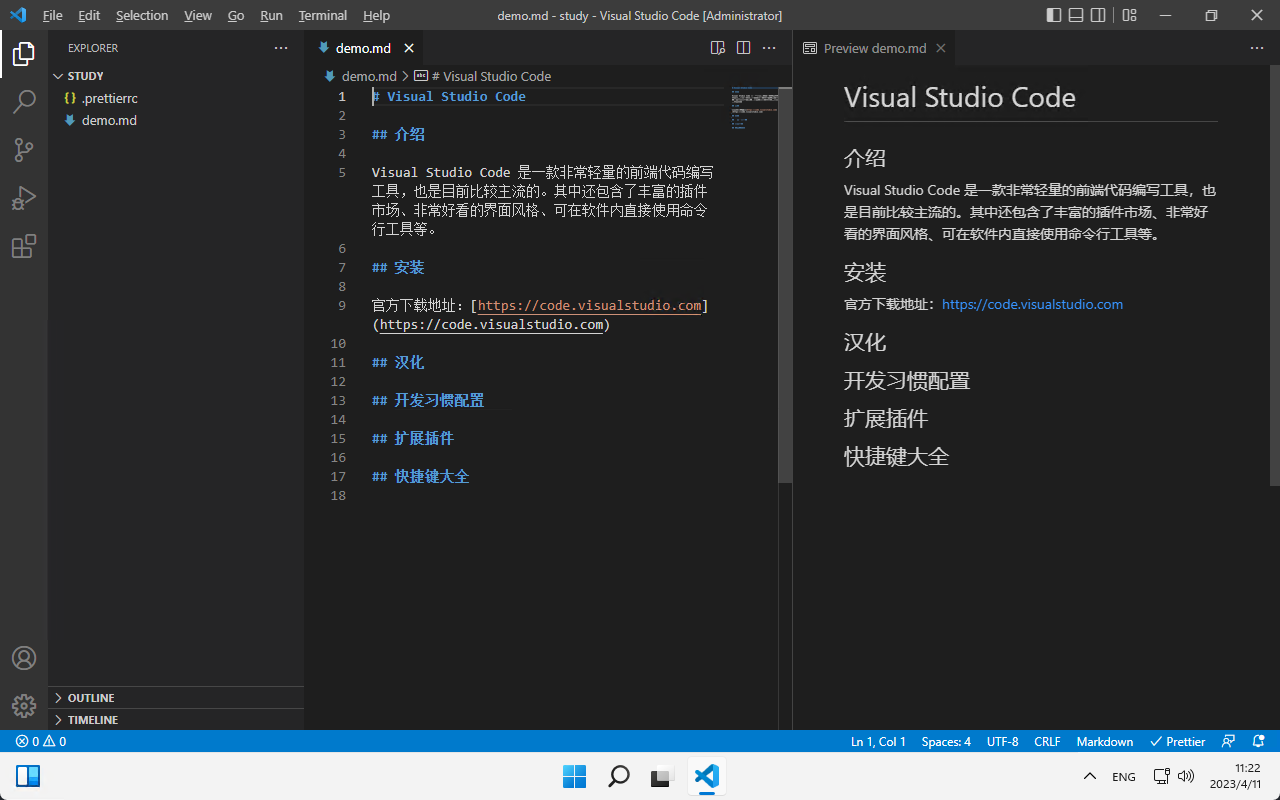 File Edit Selection View Go Run Terminal Help demo.md - study - Visual Studio Code [Administrator]
EXPLORER
STUDY
{} .prettierrc
demo.md
OUTLINE
TIMELINE
demo.md
demo.md > # Visual Studio Code
1 # Visual Studio Code
2
3 ## 介绍
4
5 Visual Studio Code 是一款非常轻量的前端代码编写
工具，也是目前比较主流的。其中还包含了丰富的插件
市场、非常好看的界面风格、可在软件内直接使用命令
行工具等。
6
7 ## 安装
8
9 官方下载地址：[https://code.visualstudio.com]
(https://code.visualstudio.com)
10
11 ## 汉化
12
13 ## 开发习惯配置
14
15 ## 扩展插件
16
17 ## 快捷键大全
18
Preview demo.md
Visual Studio Code
介绍
Visual Studio Code 是一款非常轻量的前端代码编写工具，也
是目前比较主流的。其中还包含了丰富的插件市场、非常好
看的界面风格、可在软件内直接使用命令行工具等。
安装
官方下载地址：https://code.visualstudio.com
汉化
开发习惯配置
扩展插件
快捷键大全
0 0 Ln 1, Col 1 Spaces: 4 UTF-8 CRLF Markdown Prettier
ENG
11:22
2023/4/11